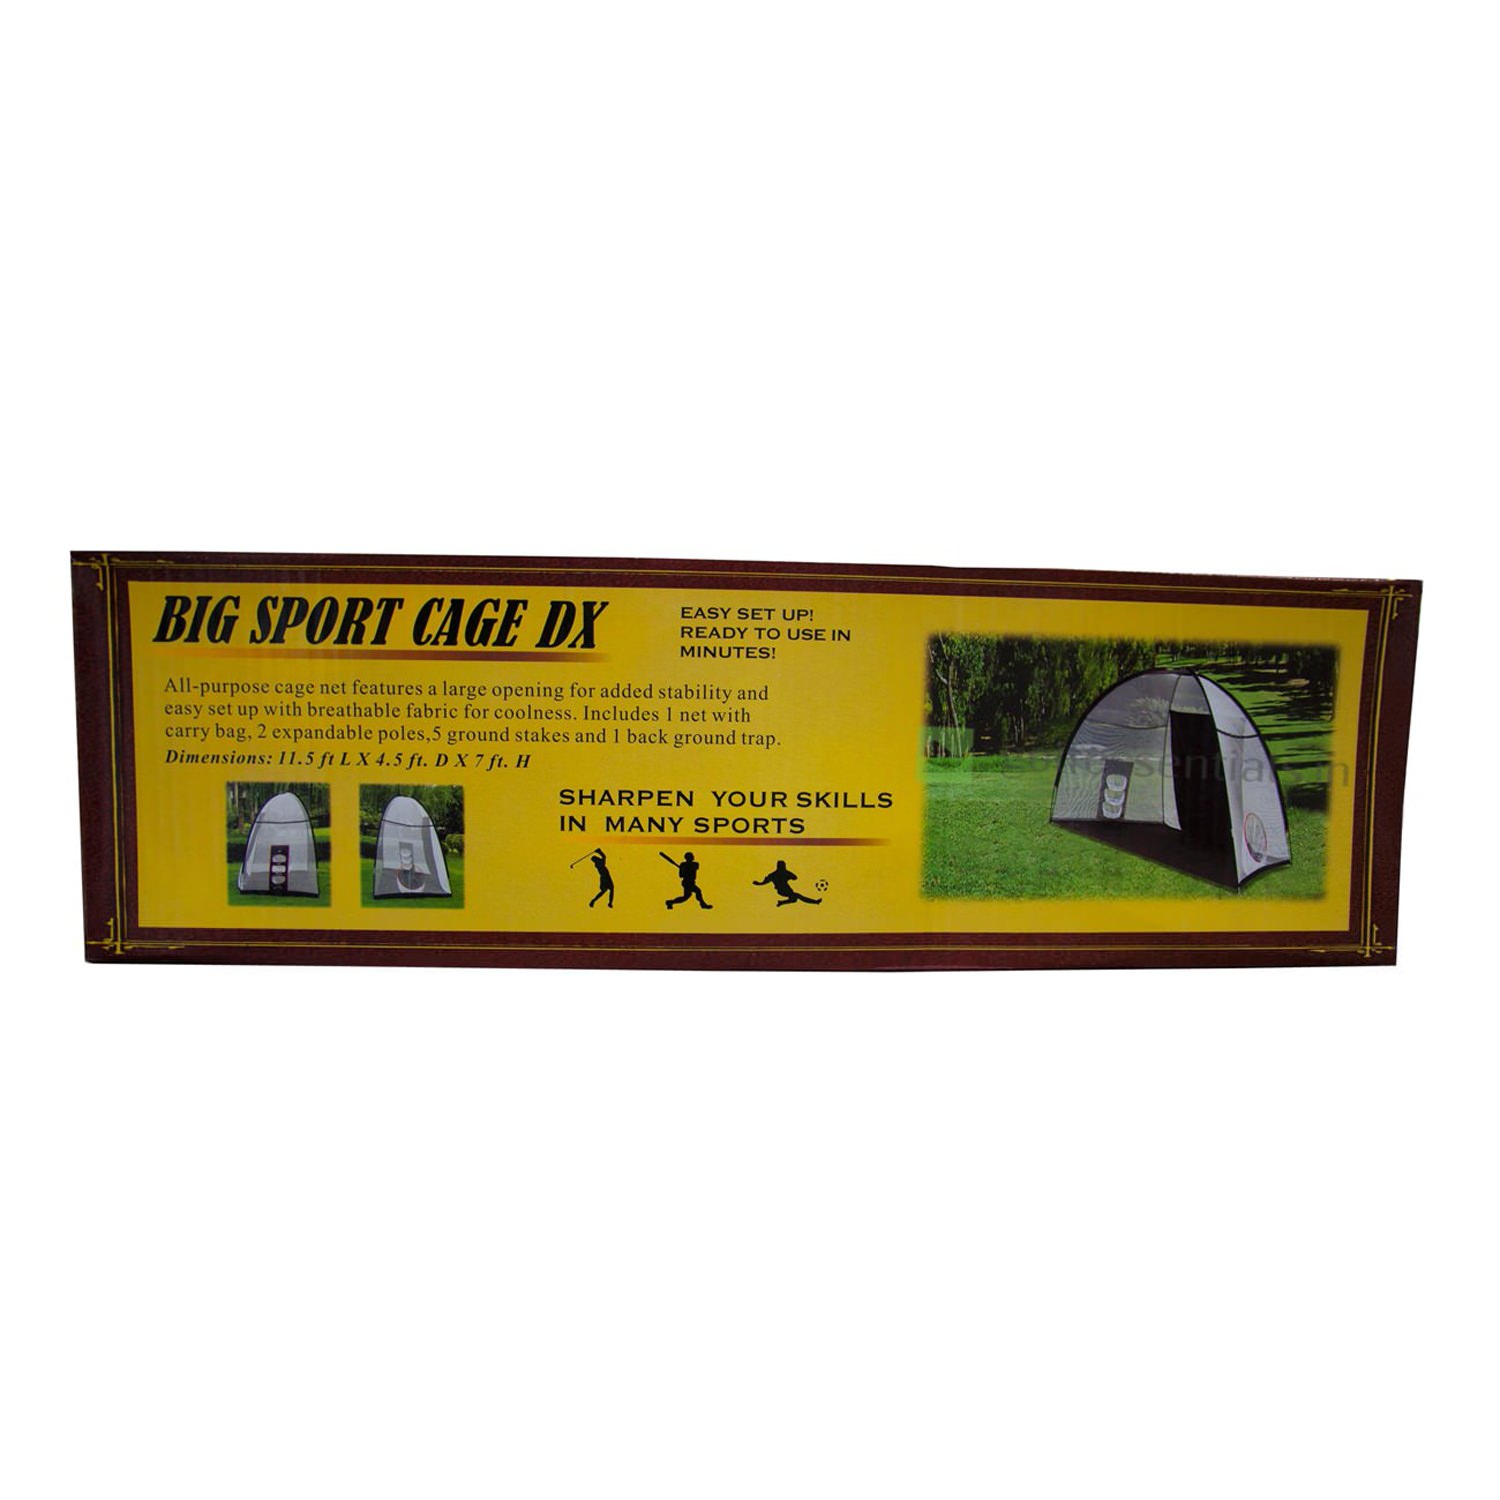 BIG SPORT CAGE DX
EASY SET UP!
READY TO USE IN
MINUTES!
All-purpose cage net features a large opening for added stability and
easy set up with breathable fabric for coolness. Includes 1 net with
carry bag, 2 expandable poles,5 ground stakes and 1 back ground trap.
Dimensions: 11.5 ft L X 4.5 ft. D X 7 ft. H
SHARPEN YOUR SKILLS
IN MANY SPORTS